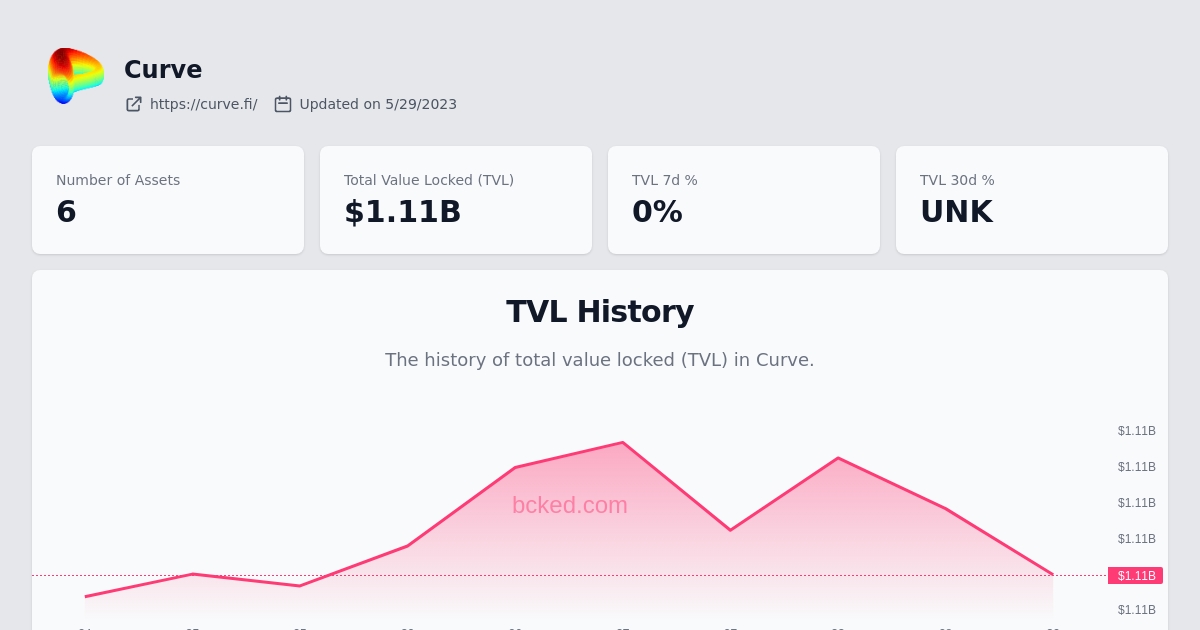 Curve
https://curve.fi/ Updated on 5/29/2023
Number of Assets
6
Total Value Locked (TVL)
$1.11B
TVL 7d %
0%
TVL 30d %
UNK
TVL History
The history of total value locked (TVL) in Curve.
$1.11B
$1.11B
bcked.com
$1.11B
$1.11B
$1.11B
$1.11B